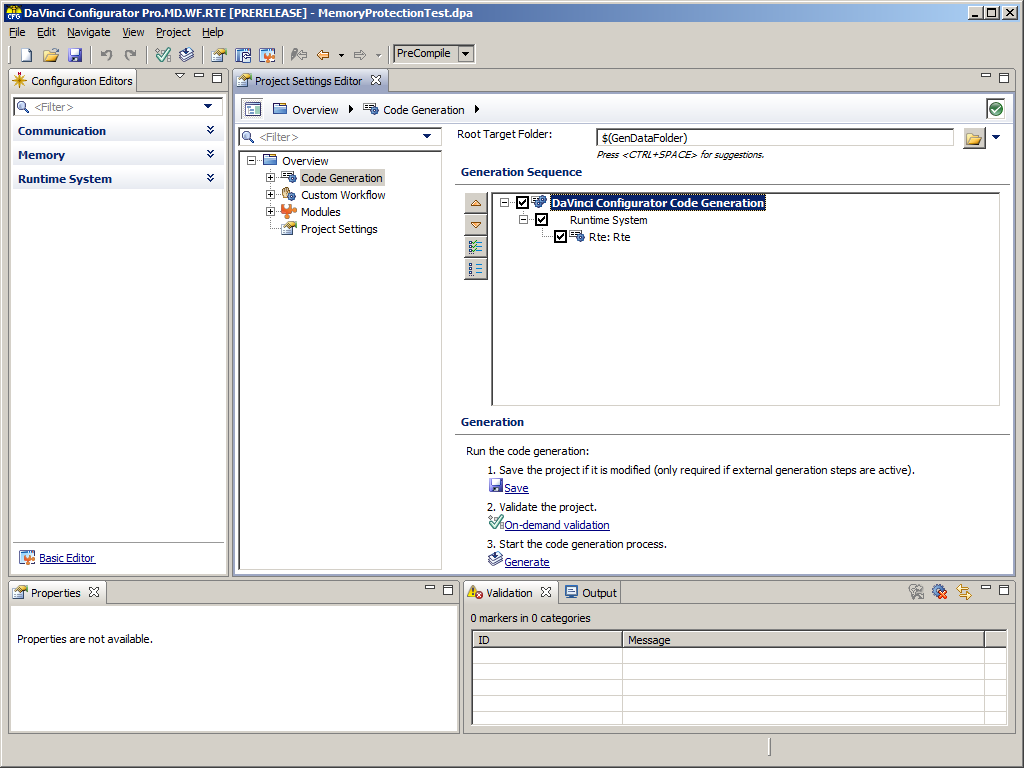 DaVinci Configurator Pro.MD.WF.RTE [PRERELEASE] - MemoryProtectionTest.dpa
File Edit Navigate View Project Help
PreCompile
Configuration Editors
<Filter>
Communication
Memory
Runtime System
Basic Editor
Project Settings Editor
Overview Code Generation
<Filter>
Overview
Code Generation
Custom Workflow
Modules
Project Settings
Root Target Folder: $(GenDataFolder)
Press <CTRL+SPACE> for suggestions.
Generation Sequence
DaVinci Configurator Code Generation
Runtime System
Rte: Rte
Generation
Run the code generation:
1. Save the project if it is modified (only required if external generation steps are active).
Save
2. Validate the project.
On-demand validation
3. Start the code generation process.
Generate
Properties
Properties are not available.
Validation Output
0 markers in 0 categories
ID Message